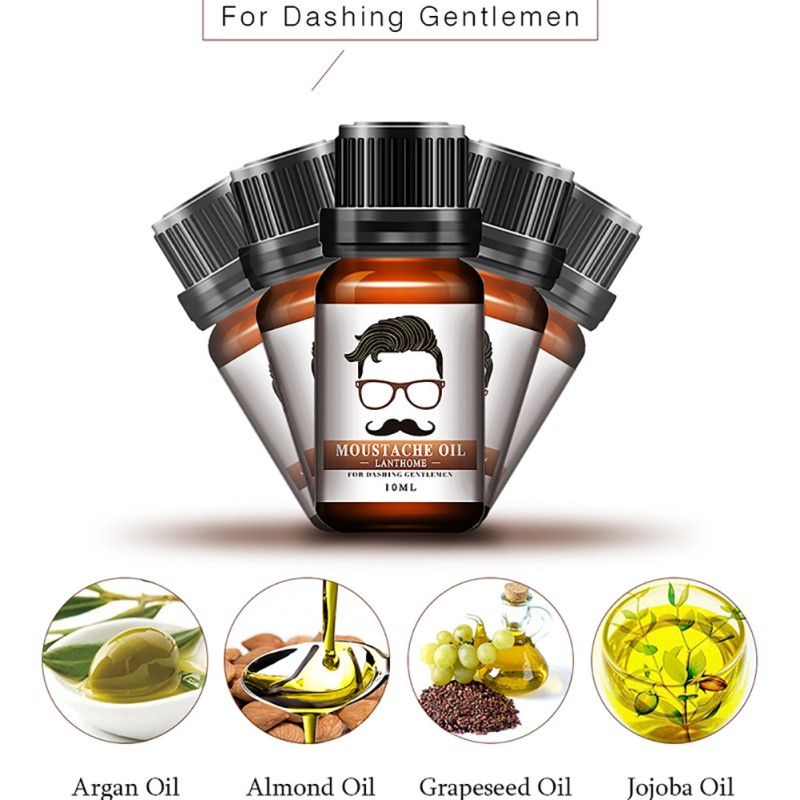 For Dashing Gentlemen
MOUSTACHE OIL
— LANTHOME —
FOR DASHING GENTLEMEN
10ML
Argan Oil
Almond Oil
Grapeseed Oil
Jojoba Oil